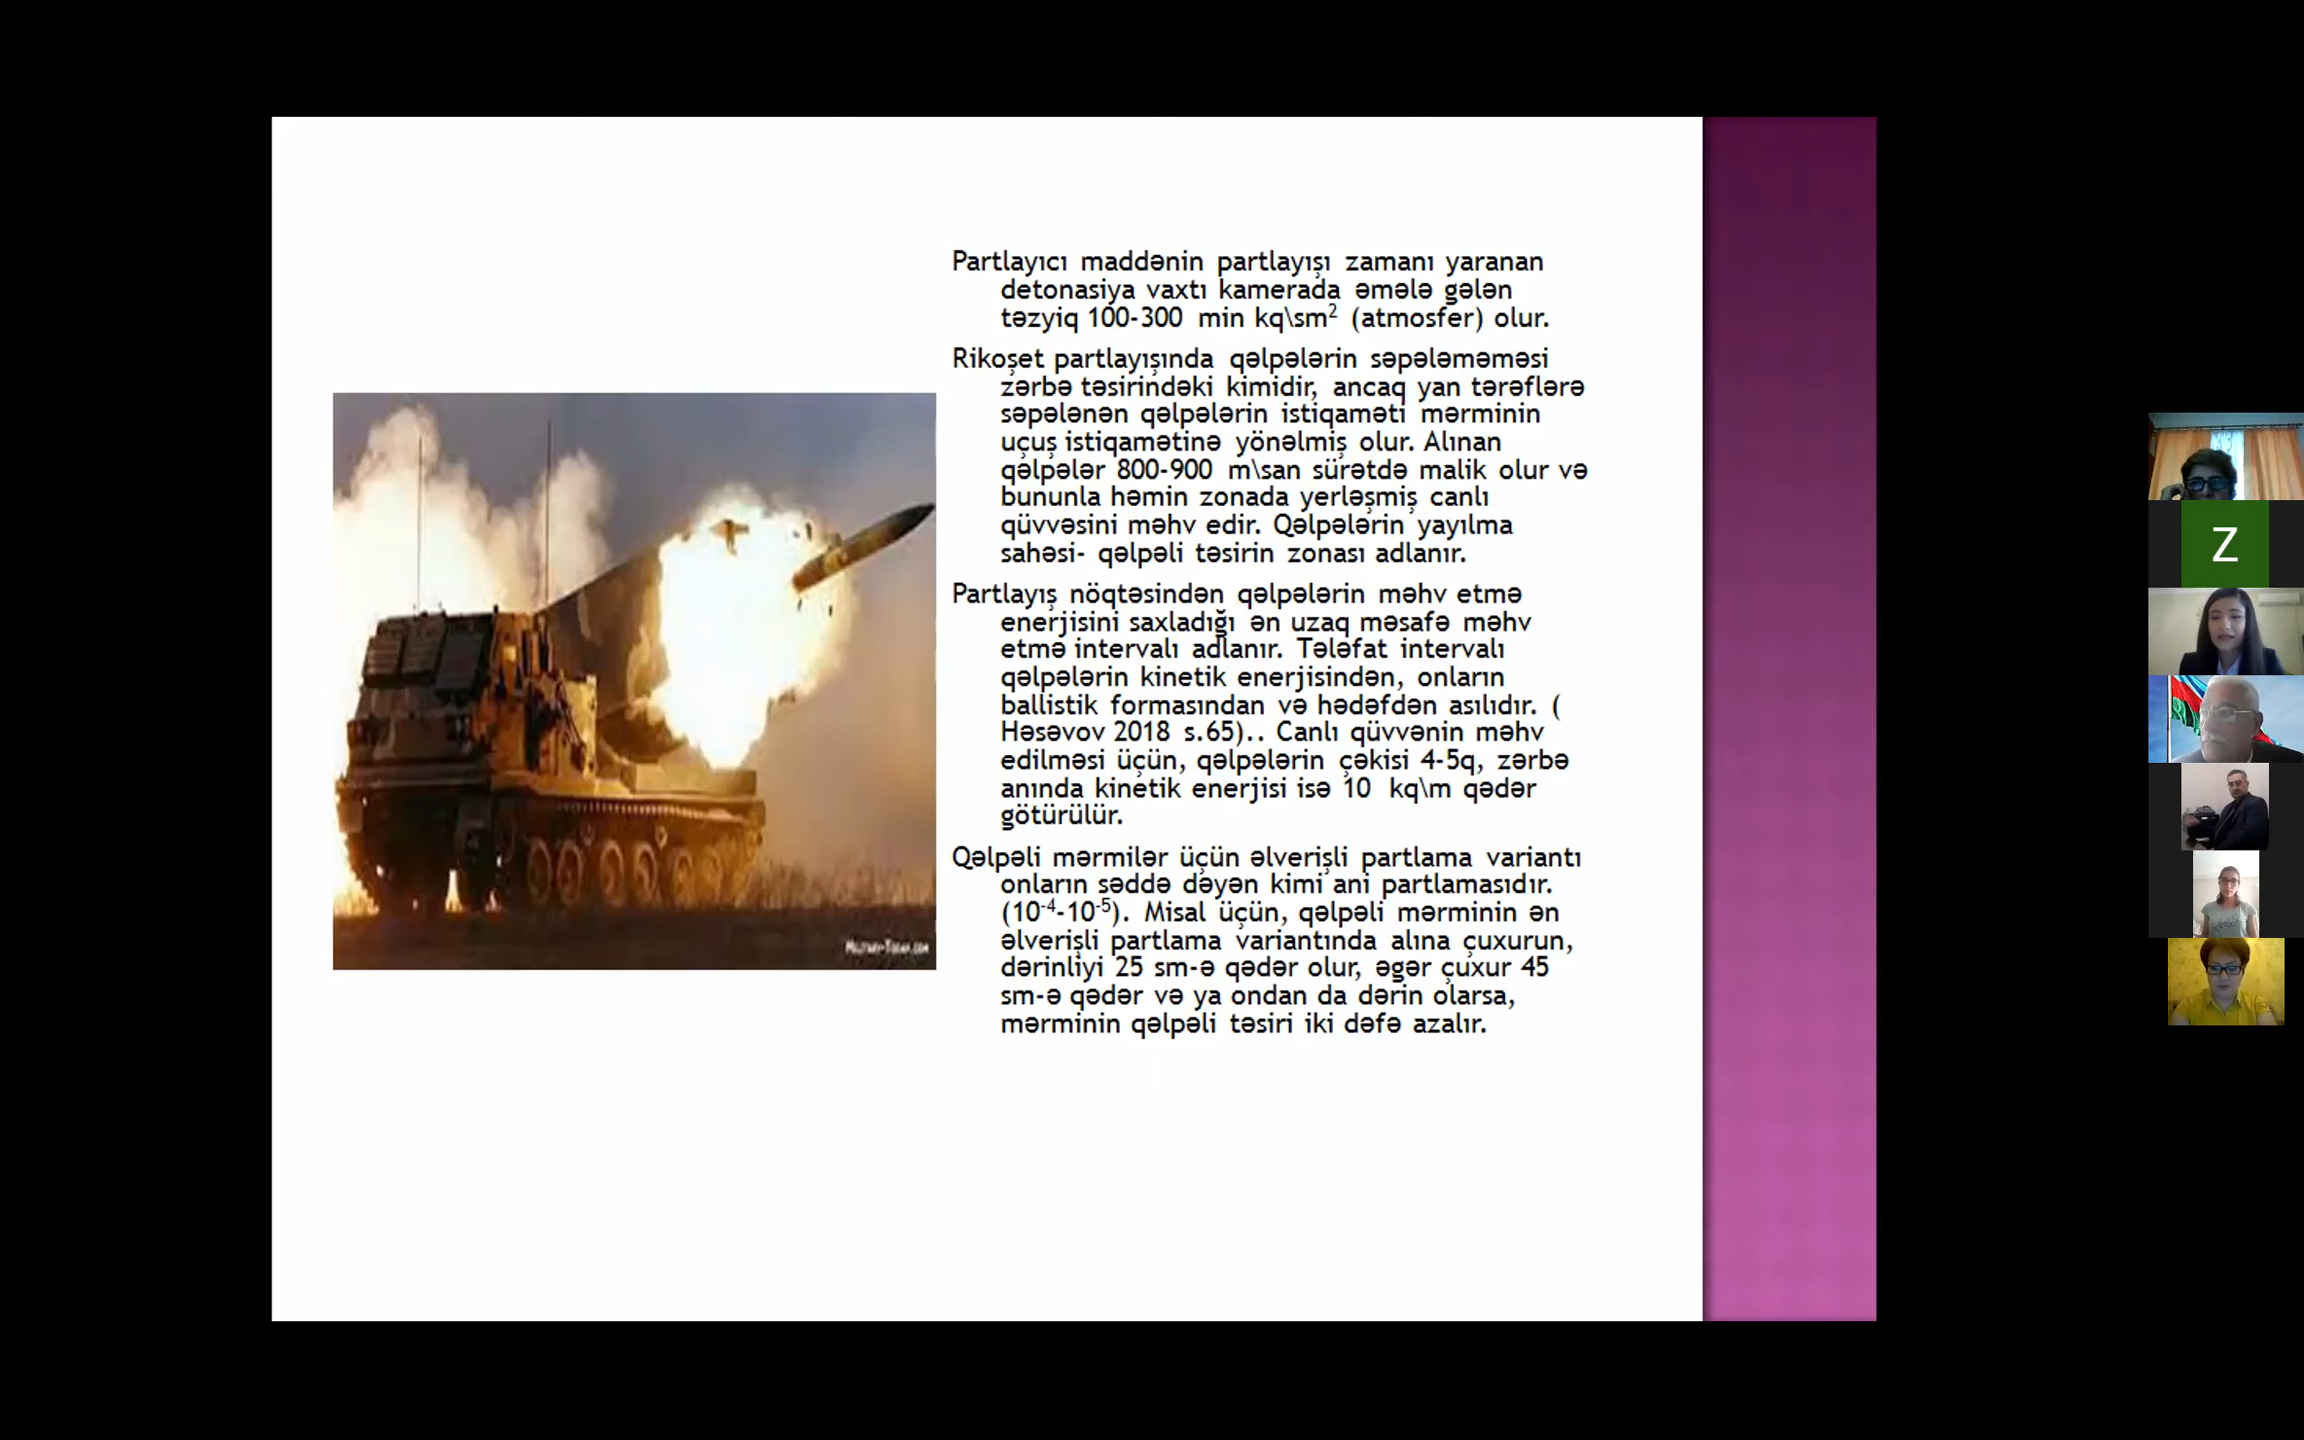 Partlayıcı maddənin partlayışı zamanı yaranan
detonasiya vaxtı kamerada əmələ gələn
təzyiq 100-300 min kq\sm² (atmosfer) olur.
Rikoşet partlayışında qəlpələrin səpələməməsi
zərbə təsirindəki kimidir, ancaq yan tərəflərə
səpələnən qəlpələrin istiqaməti mərminin
uçuş istiqamətinə yönəlmiş olur. Alınan
qəlpələr 800-900 m\san sürətdə malik olur və
bununla həmin zonada yerləşmiş canlı
qüvvəsini məhv edir. Qəlpələrin yayılma
sahəsi- qəlpəli təsirin zonası adlanır.
Partlayış nöqtəsindən qəlpələrin məhv etmə
enerjisini saxladığı ən uzaq məsafə məhv
etmə intervalı adlanır. Tələfat intervalı
qəlpələrin kinetik enerjisindən, onların
ballistik formasından və hədəfdən asılıdır. (
Həsəvov 2018 s.65).. Canlı qüvvənin məhv
edilməsi üçün, qəlpələrin çəkisi 4-5q, zərbə
anında kinetik enerjisi isə 10 kq\m qədər
götürülür.
Qəlpəli mərmilər üçün əlverişli partlama variantı
onların səddə dəyən kimi ani partlamasıdır.
(10⁻⁴-10⁻⁵). Misal üçün, qəlpəli mərminin ən
əlverişli partlama variantında alına çuxurun,
dərinliyi 25 sm-ə qədər olur, əgər çuxur 45
sm-ə qədər və ya ondan da dərin olarsa,
mərminin qəlpəli təsiri iki dəfə azalır.
Military-Today.com
Z